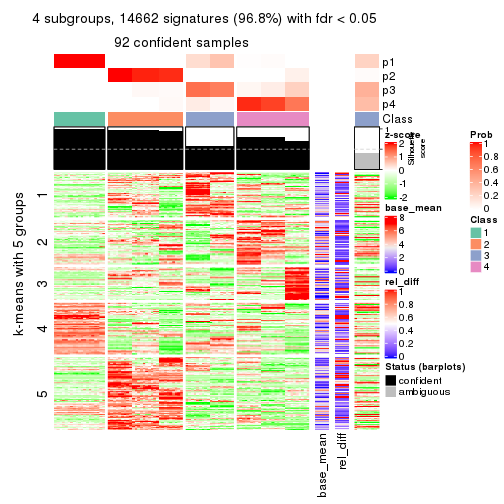 4 subgroups, 14662 signatures (96.8%) with fdr < 0.05
92 confident samples
p1
p2
p3
p4
Class
1
Silhouette
score
k-means with 5 groups
1
2
3
4
5
base_mean
rel_diff
z-score
2
1
0
-1
-2
base_mean
8
6
4
2
0
rel_diff
1
0.8
0.6
0.4
0.2
0
Status (barplots)
confident
ambiguous
Prob
1
0.8
0.6
0.4
0.2
0
Class
1
2
3
4